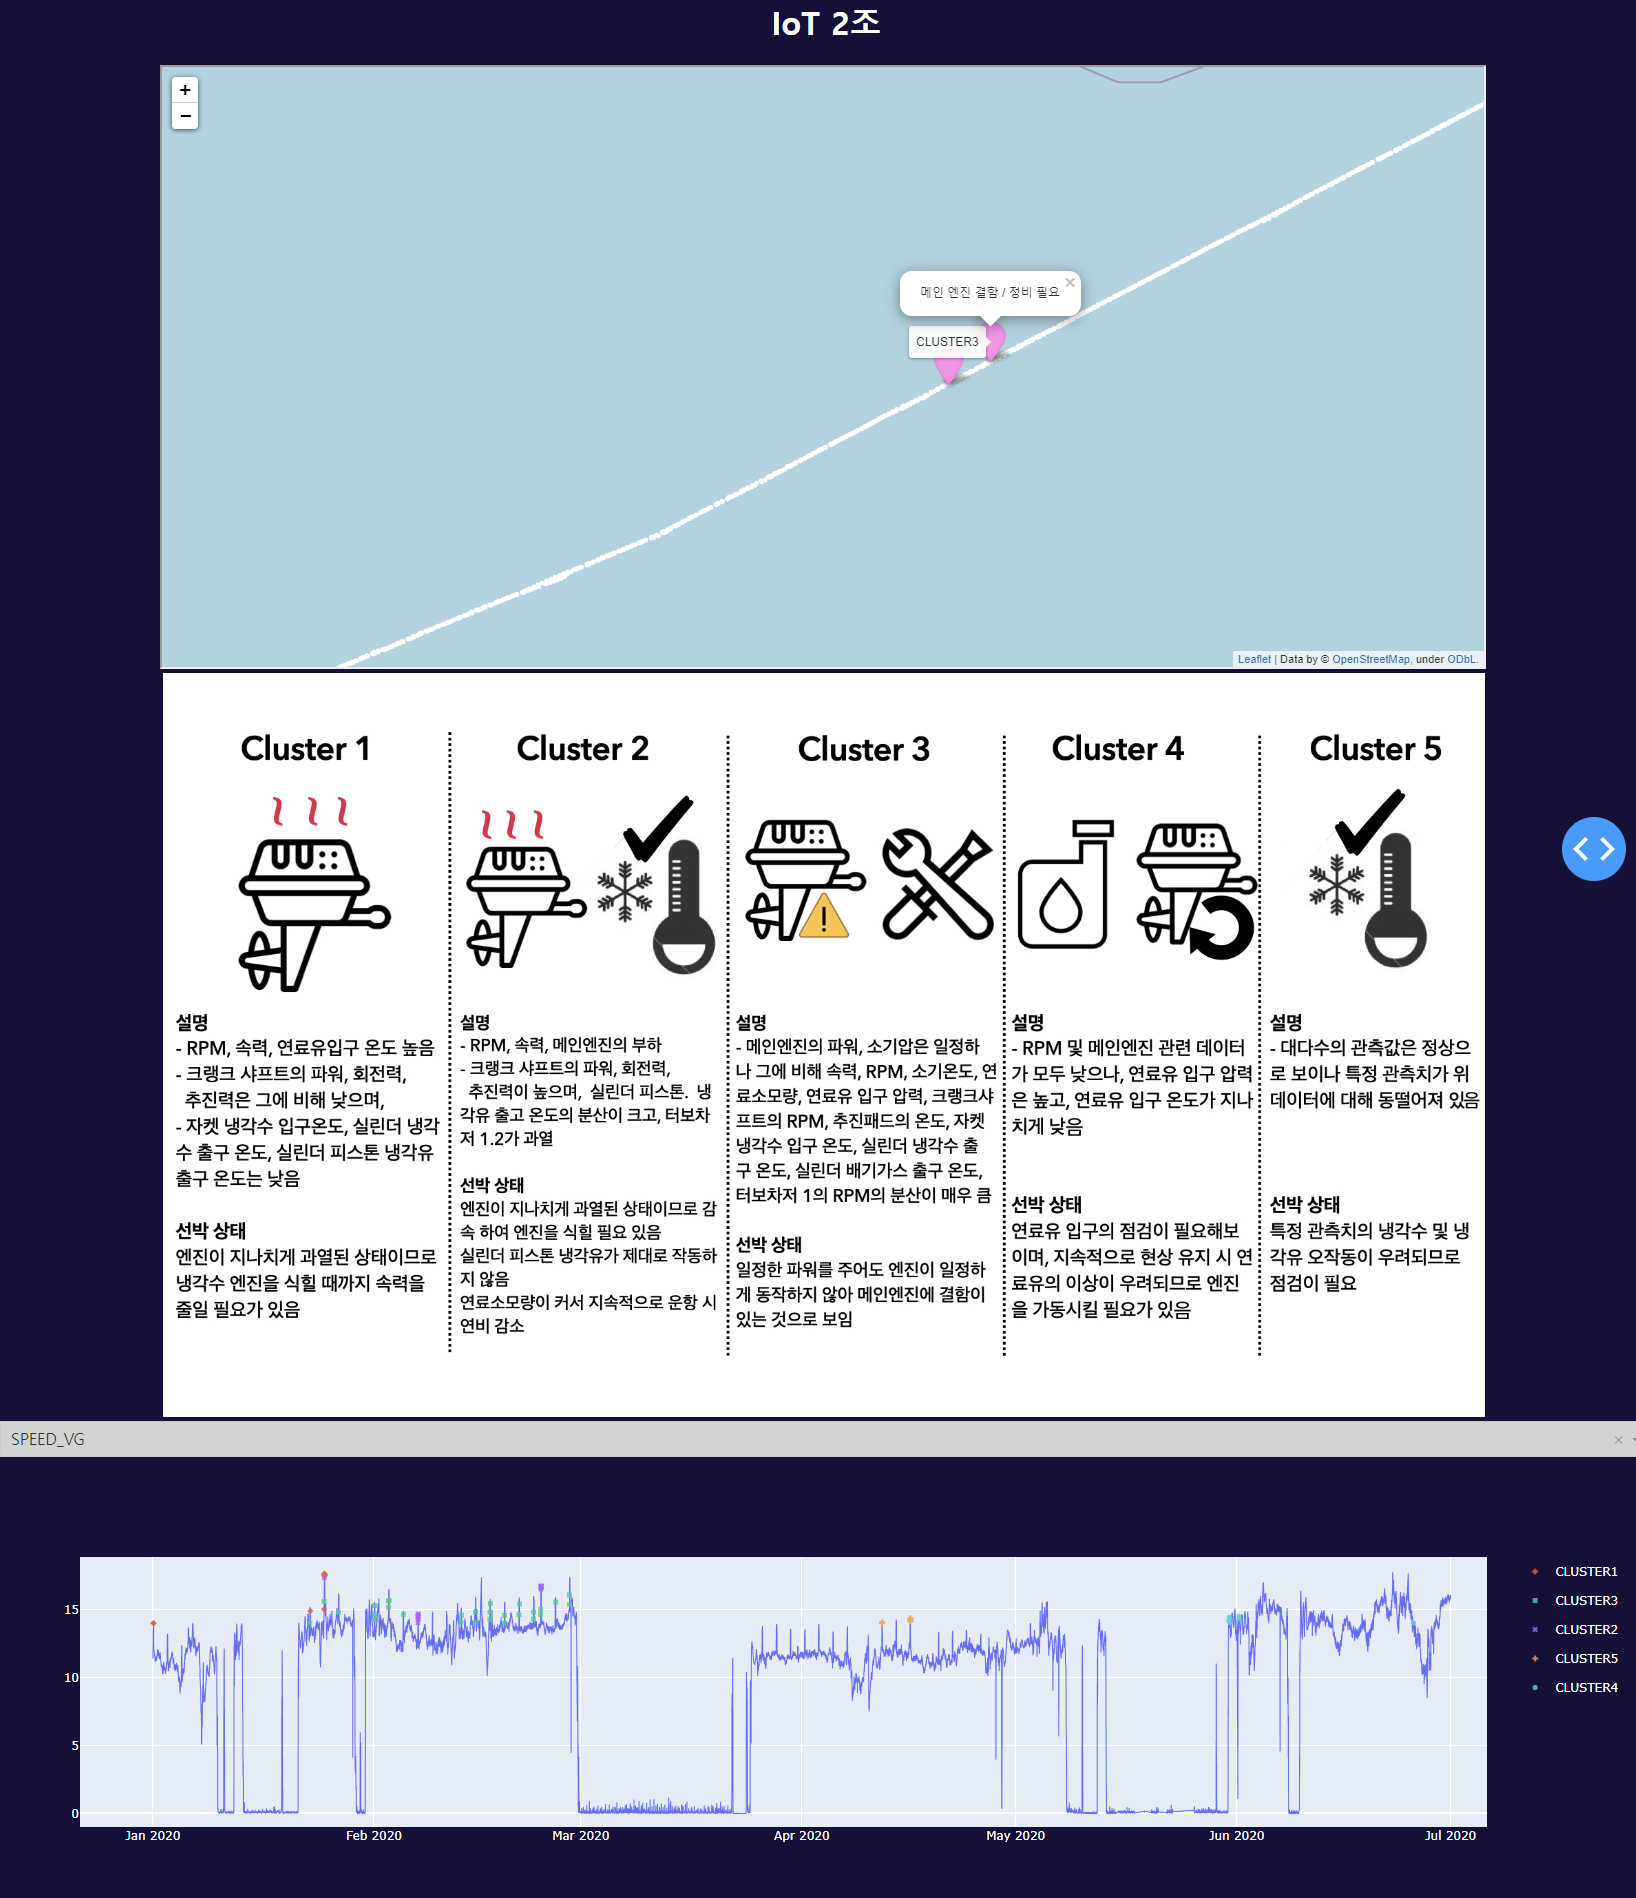 IoT 2조
+
−
메인 엔진 결함 / 정비 필요
×
CLUSTER3
Leaflet | Data by © OpenStreetMap, under ODbL.
Cluster 1
설명
- RPM, 속력, 연료유입구 온도 높음
- 크랭크 샤프트의 파워, 회전력,
추진력은 그에 비해 낮으며,
- 자켓 냉각수 입구온도, 실린더 냉각
수 출구 온도, 실린더 피스톤 냉각유
출구 온도는 낮음
선박 상태
엔진이 지나치게 과열된 상태이므로
냉각수 엔진을 식힐 때까지 속력을
줄일 필요가 있음
Cluster 2
설명
- RPM, 속력, 메인엔진의 부하
- 크랭크 샤프트의 파워, 회전력,
추진력이 높으며, 실린더 피스톤. 냉
각유 출고 온도의 분산이 크고, 터보차
저 1.2가 과열
선박 상태
엔진이 지나치게 과열된 상태이므로 감
속 하여 엔진을 식힐 필요 있음
실린더 피스톤 냉각유가 제대로 작동하
지 않음
연료소모량이 커서 지속적으로 운항 시
연비 감소
Cluster 3
설명
- 메인엔진의 파워, 소기압은 일정하
나 그에 비해 속력, RPM, 소기온도, 연
료소모량, 연료유 입구 압력, 크랭크샤
프트의 RPM, 추진패드의 온도, 자켓
냉각수 입구 온도, 실린더 냉각수 출
구 온도, 실린더 배기가스 출구 온도,
터보차저 1의 RPM의 분산이 매우 큼
선박 상태
일정한 파워를 주어도 엔진이 일정하
게 동작하지 않아 메인엔진에 결함이
있는 것으로 보임
Cluster 4
설명
- RPM 및 메인엔진 관련 데이터
가 모두 낮으나, 연료유 입구 압력
은 높고, 연료유 입구 온도가 지나
치게 낮음
선박 상태
연료유 입구의 점검이 필요해보
이며, 지속적으로 현상 유지 시 연
료유의 이상이 우려되므로 엔진
을 가동시킬 필요가 있음
Cluster 5
설명
- 대다수의 관측값은 정상으
로 보이나 특정 관측치가 위
데이터에 대해 동떨어져 있음
선박 상태
특정 관측치의 냉각수 및 냉
각유 오작동이 우려되므로
점검이 필요
SPEED_VG
×
15
10
5
0
Jan 2020
Feb 2020
Mar 2020
Apr 2020
May 2020
Jun 2020
Jul 2020
CLUSTER1
CLUSTER3
CLUSTER2
CLUSTER5
CLUSTER4